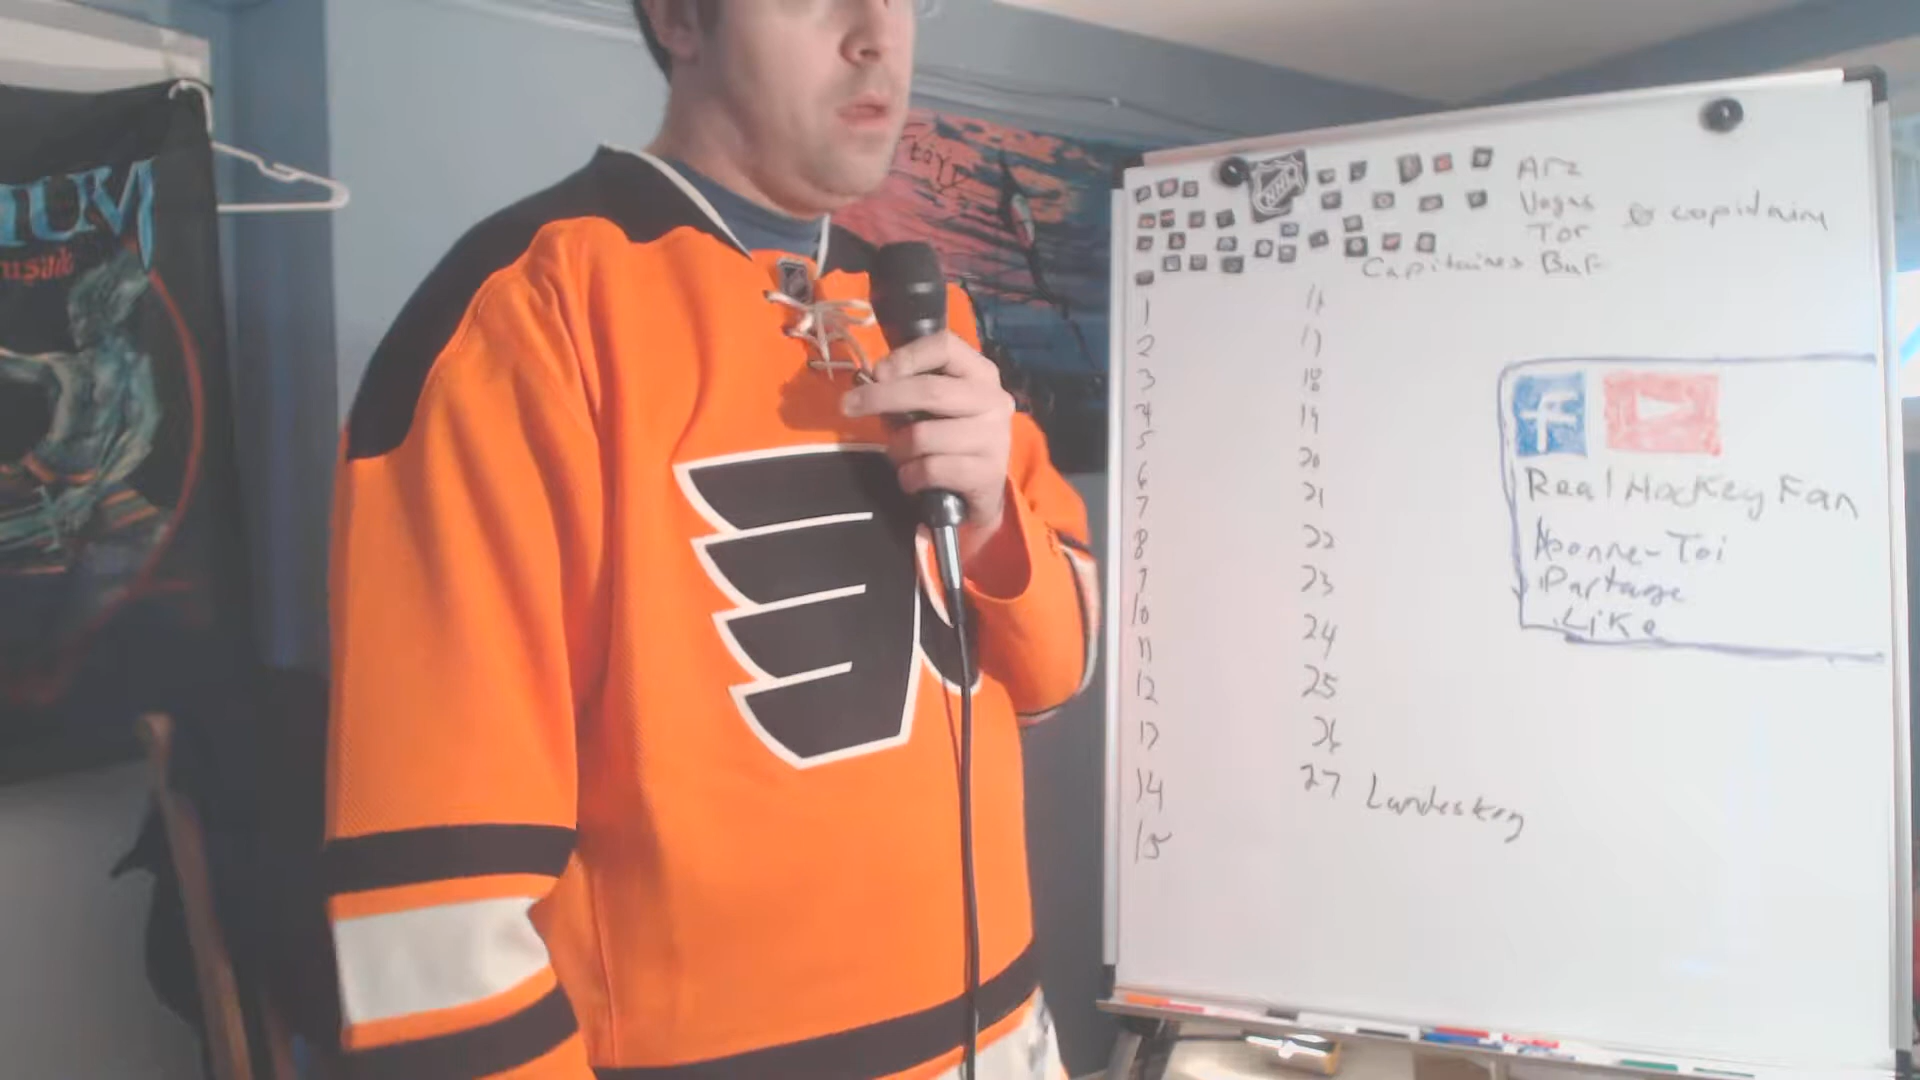 IUM
NHL
Arz
Vegas
Tor
Ø capitaine
Capitaines Buf
1
2
3
4
5
6
7
8
9
10
11
12
13
14
15
16
17
18
19
20
21
22
23
24
25
26
27 Landeskog
f
Real Hockey Fan
Abonne-Toi
Partage
Like